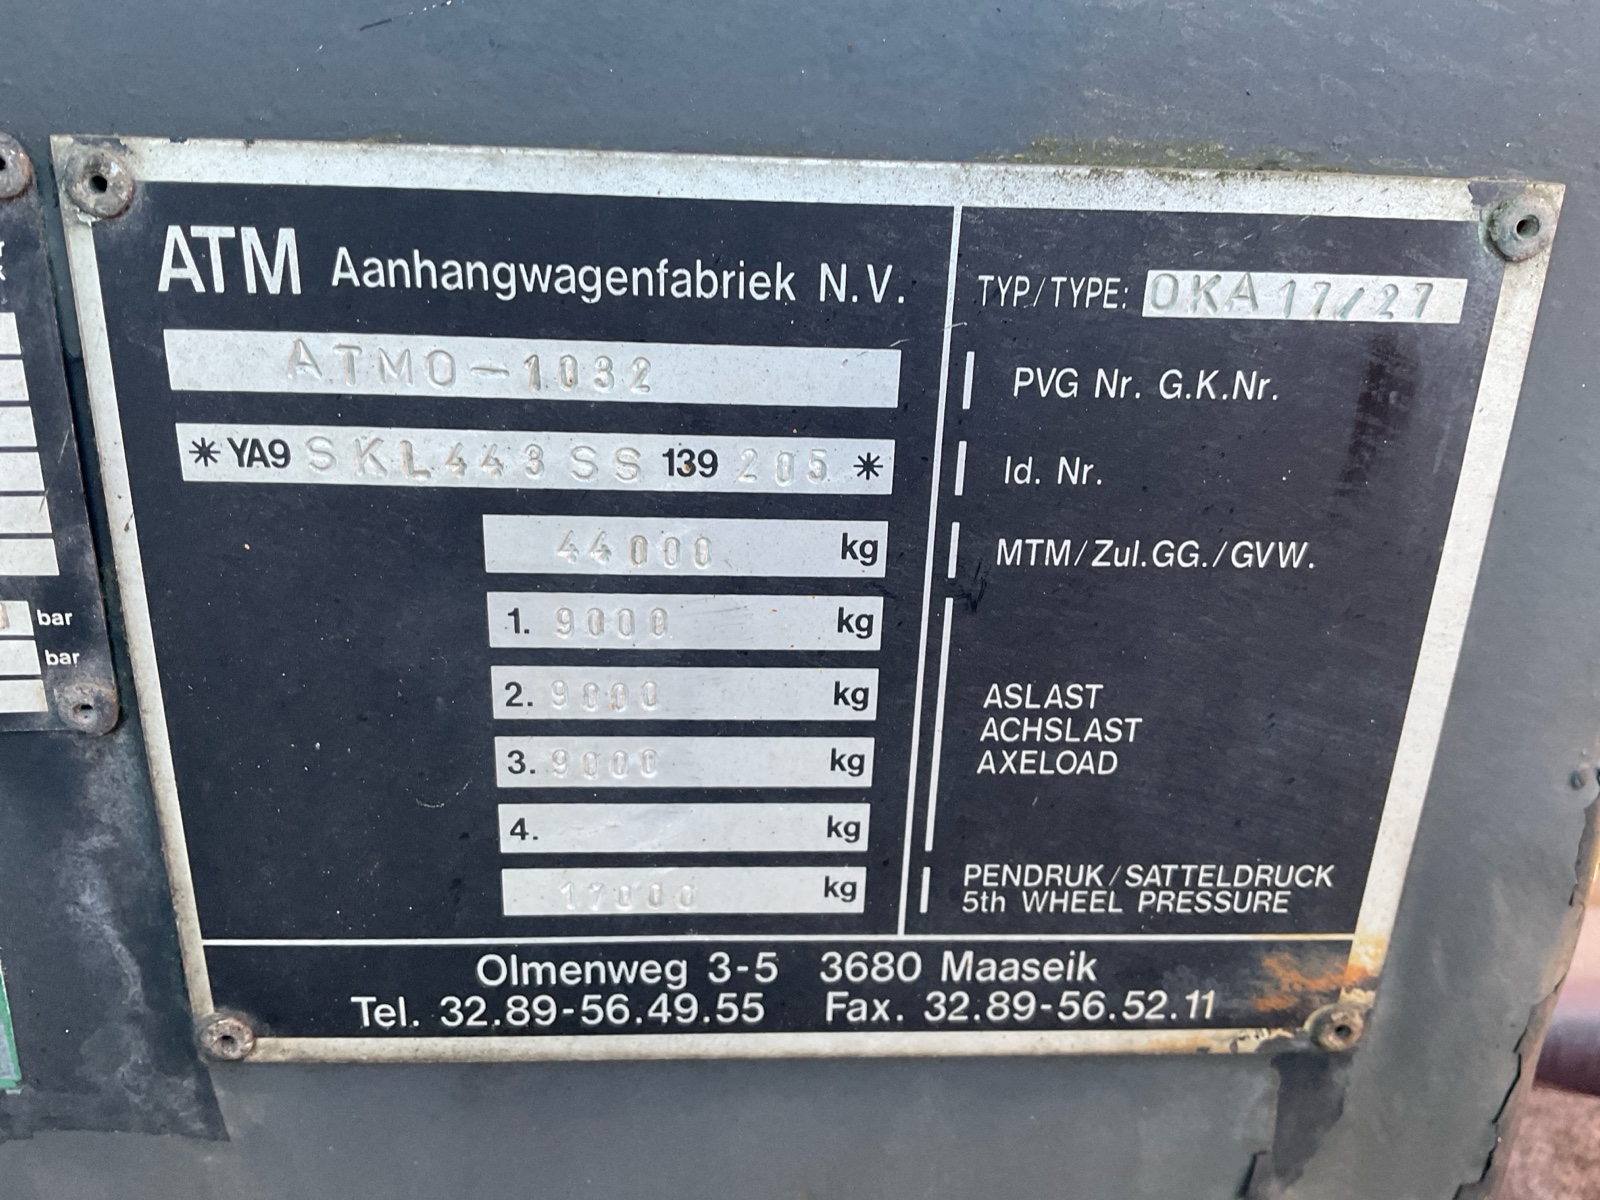 ATM Aanhangwagenfabriek N.V.
TYP/TYPE: OKA 17/27
ATMO-1032
PVG Nr. G.K.Nr.
*YA9 SKL443SS 139 205 *
Id. Nr.
44000 kg
MTM/Zul.GG./GVW.
1. 9000 kg
2. 9000 kg
3. 9000 kg
4. kg
ASLAST
ACHSLAST
AXELOAD
17000 kg
PENDRUK/SATTELDRUCK
5th WHEEL PRESSURE
Olmenweg 3-5 3680 Maaseik
Tel. 32.89-56.49.55 Fax. 32.89-56.52.11
bar
bar